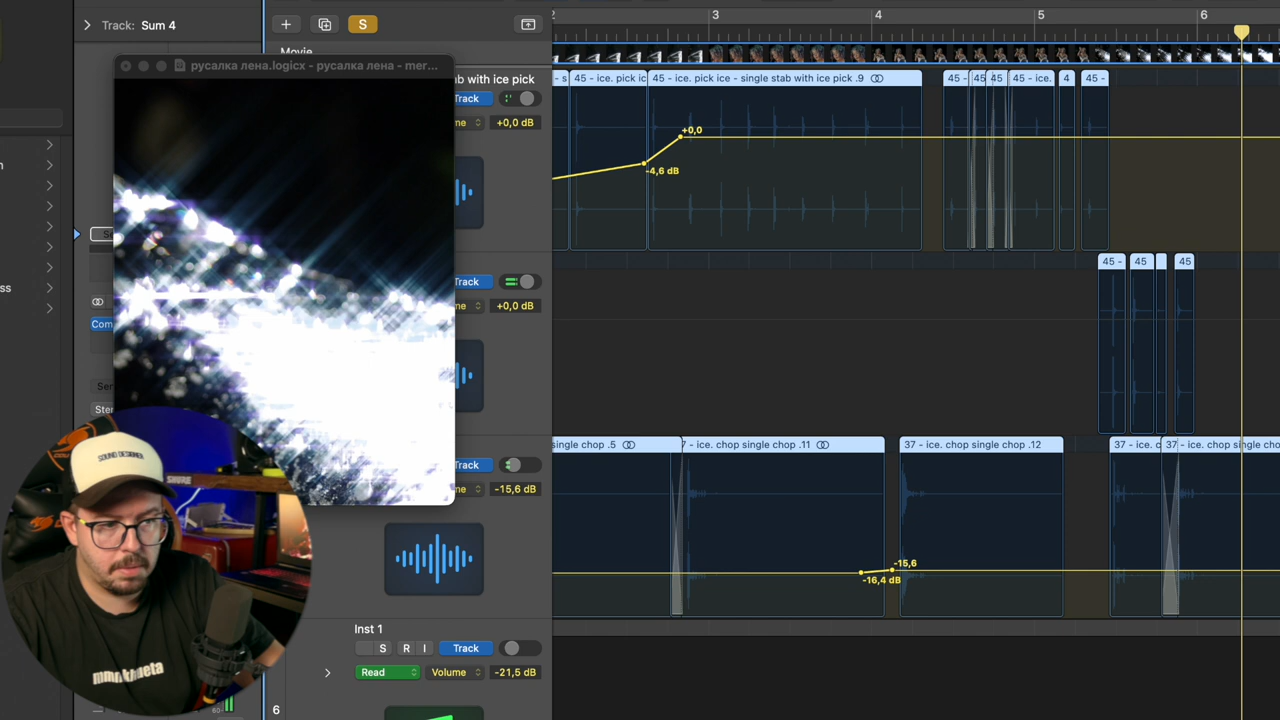 Track: Sum 4
S
2
3
4
5
6
Movie
русалка лена.logicx - русалка лена - mer...
ab with ice pick
Track
+0,0 dB
45 - ice. pick ic
45 - ice. pick ice - single stab with ice pick .9
45 -
45
45
45 - ice.
4
45 -
+0,0
-4,6 dB
Track
+0,0 dB
45 -
45
45
Com
Track
-15,6 dB
single chop .5
7 - ice. chop single chop .11
37 - ice. chop single chop .12
37 - ice. c
37 - ice. chop single cho
-15,6
-16,4 dB
SOUND DESIGNER
SHURE
COU
Inst 1
S
R
I
Track
Read
Volume
-21,5 dB
6
60-